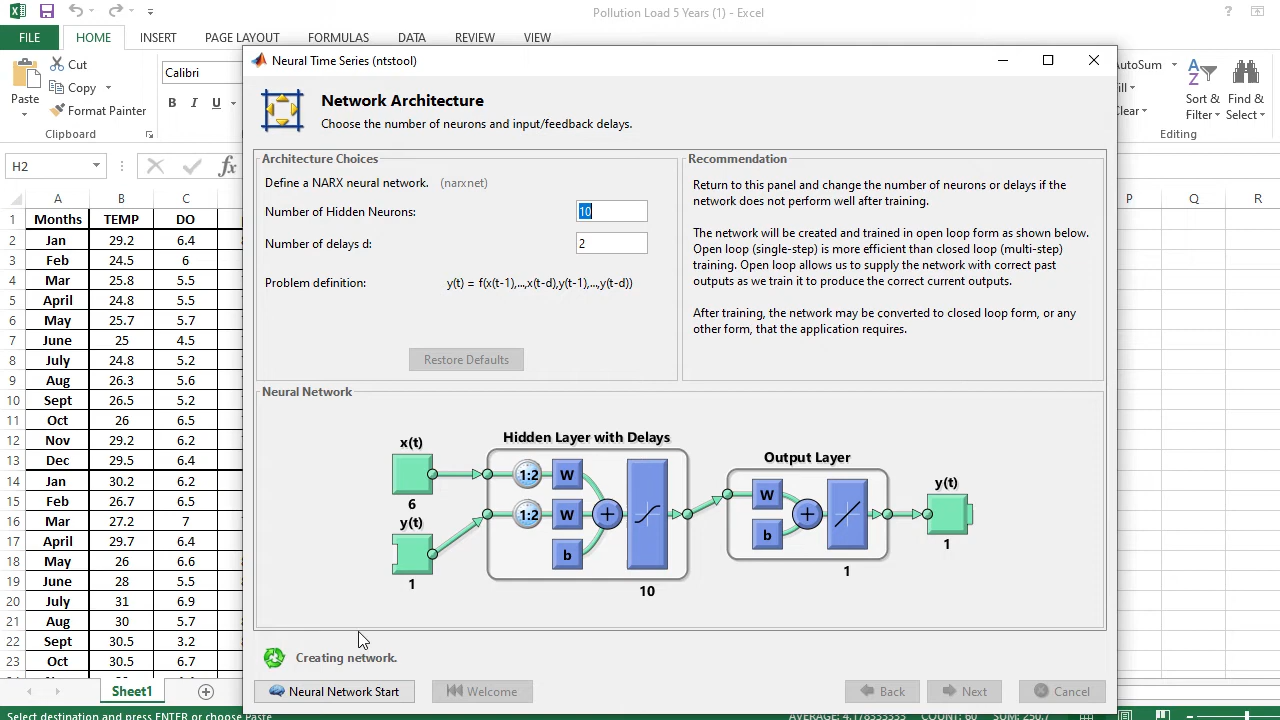 Pollution Load 5 Years (1) - Excel
FILE HOME INSERT PAGE LAYOUT FORMULAS DATA REVIEW VIEW
Paste
Cut
Copy
Format Painter
Clipboard
Calibri
B I U
AutoSum
Clear
Sort &
Filter
Find &
Select
Editing
H2
fx
A B C P Q R
1 Months TEMP DO
2 Jan 29.2 6.4
3 Feb 24.5 6
4 Mar 25.8 5.5
5 April 24.8 5.5
6 May 25.7 5.7
7 June 25 4.5
8 July 24.8 5.2
9 Aug 26.3 5.6
10 Sept 26.5 5.2
11 Oct 26 6.5
12 Nov 29.2 6.2
13 Dec 29.5 6.4
14 Jan 30.2 6.2
15 Feb 26.7 6.5
16 Mar 27.2 7
17 April 29.7 6.4
18 May 26 6.6
19 June 28 5.5
20 July 31 6.9
21 Aug 30 5.7
22 Sept 30.5 3.2
23 Oct 30.5 6.7
Sheet1
Select destination and press ENTER or choose Paste
AVERAGE: 4.178333333 COUNT: 60 SUM: 250.7
Neural Time Series (ntstool)
Network Architecture
Choose the number of neurons and input/feedback delays.
Architecture Choices
Define a NARX neural network. (narxnet)
Number of Hidden Neurons: 10
Number of delays d: 2
Problem definition: y(t) = f(x(t-1),...,x(t-d),y(t-1),...,y(t-d))
Restore Defaults
Recommendation
Return to this panel and change the number of neurons or delays if the
network does not perform well after training.
The network will be created and trained in open loop form as shown below.
Open loop (single-step) is more efficient than closed loop (multi-step)
training. Open loop allows us to supply the network with correct past
outputs as we train it to produce the correct current outputs.
After training, the network may be converted to closed loop form, or any
other form, that the application requires.
Neural Network
Hidden Layer with Delays
Output Layer
x(t)
6
y(t)
1
1:2 W
1:2 W
+
b
10
W
b
+
1
y(t)
1
Creating network.
Neural Network Start Welcome Back Next Cancel